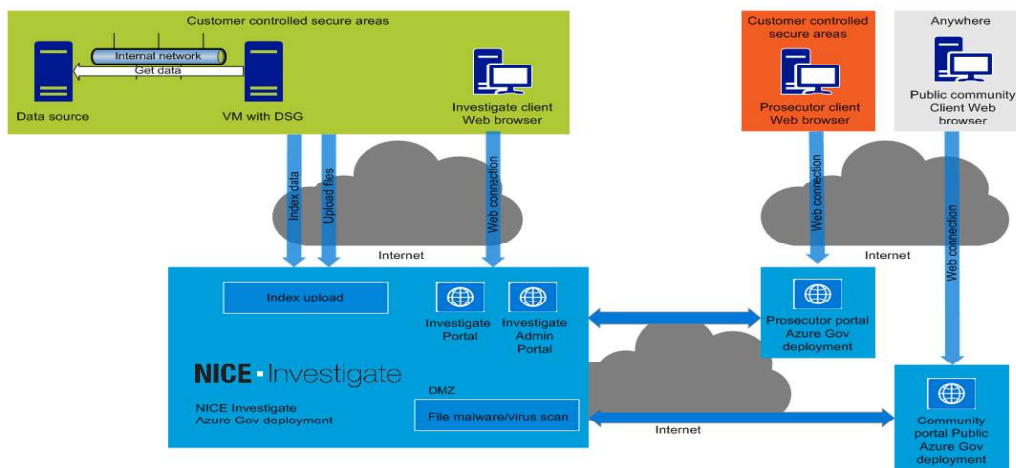 Customer controlled secure areas
Internal network
Get data
Data source
VM with DSG
Investigate client
Web browser
Customer controlled
secure areas
Prosecutor client
Web browser
Anywhere
Public community
Client Web
browser
Index data
Upload files
Web connection
Internet
Web connection
Web connection
Internet
Index upload
Investigate
Portal
Investigate
Admin
Portal
Prosecutor portal
Azure Gov
deployment
NICE Investigate
NICE Investigate
Azure Gov deployment
DMZ
File malware/virus scan
Internet
Community
portal Public
Azure Gov
deployment